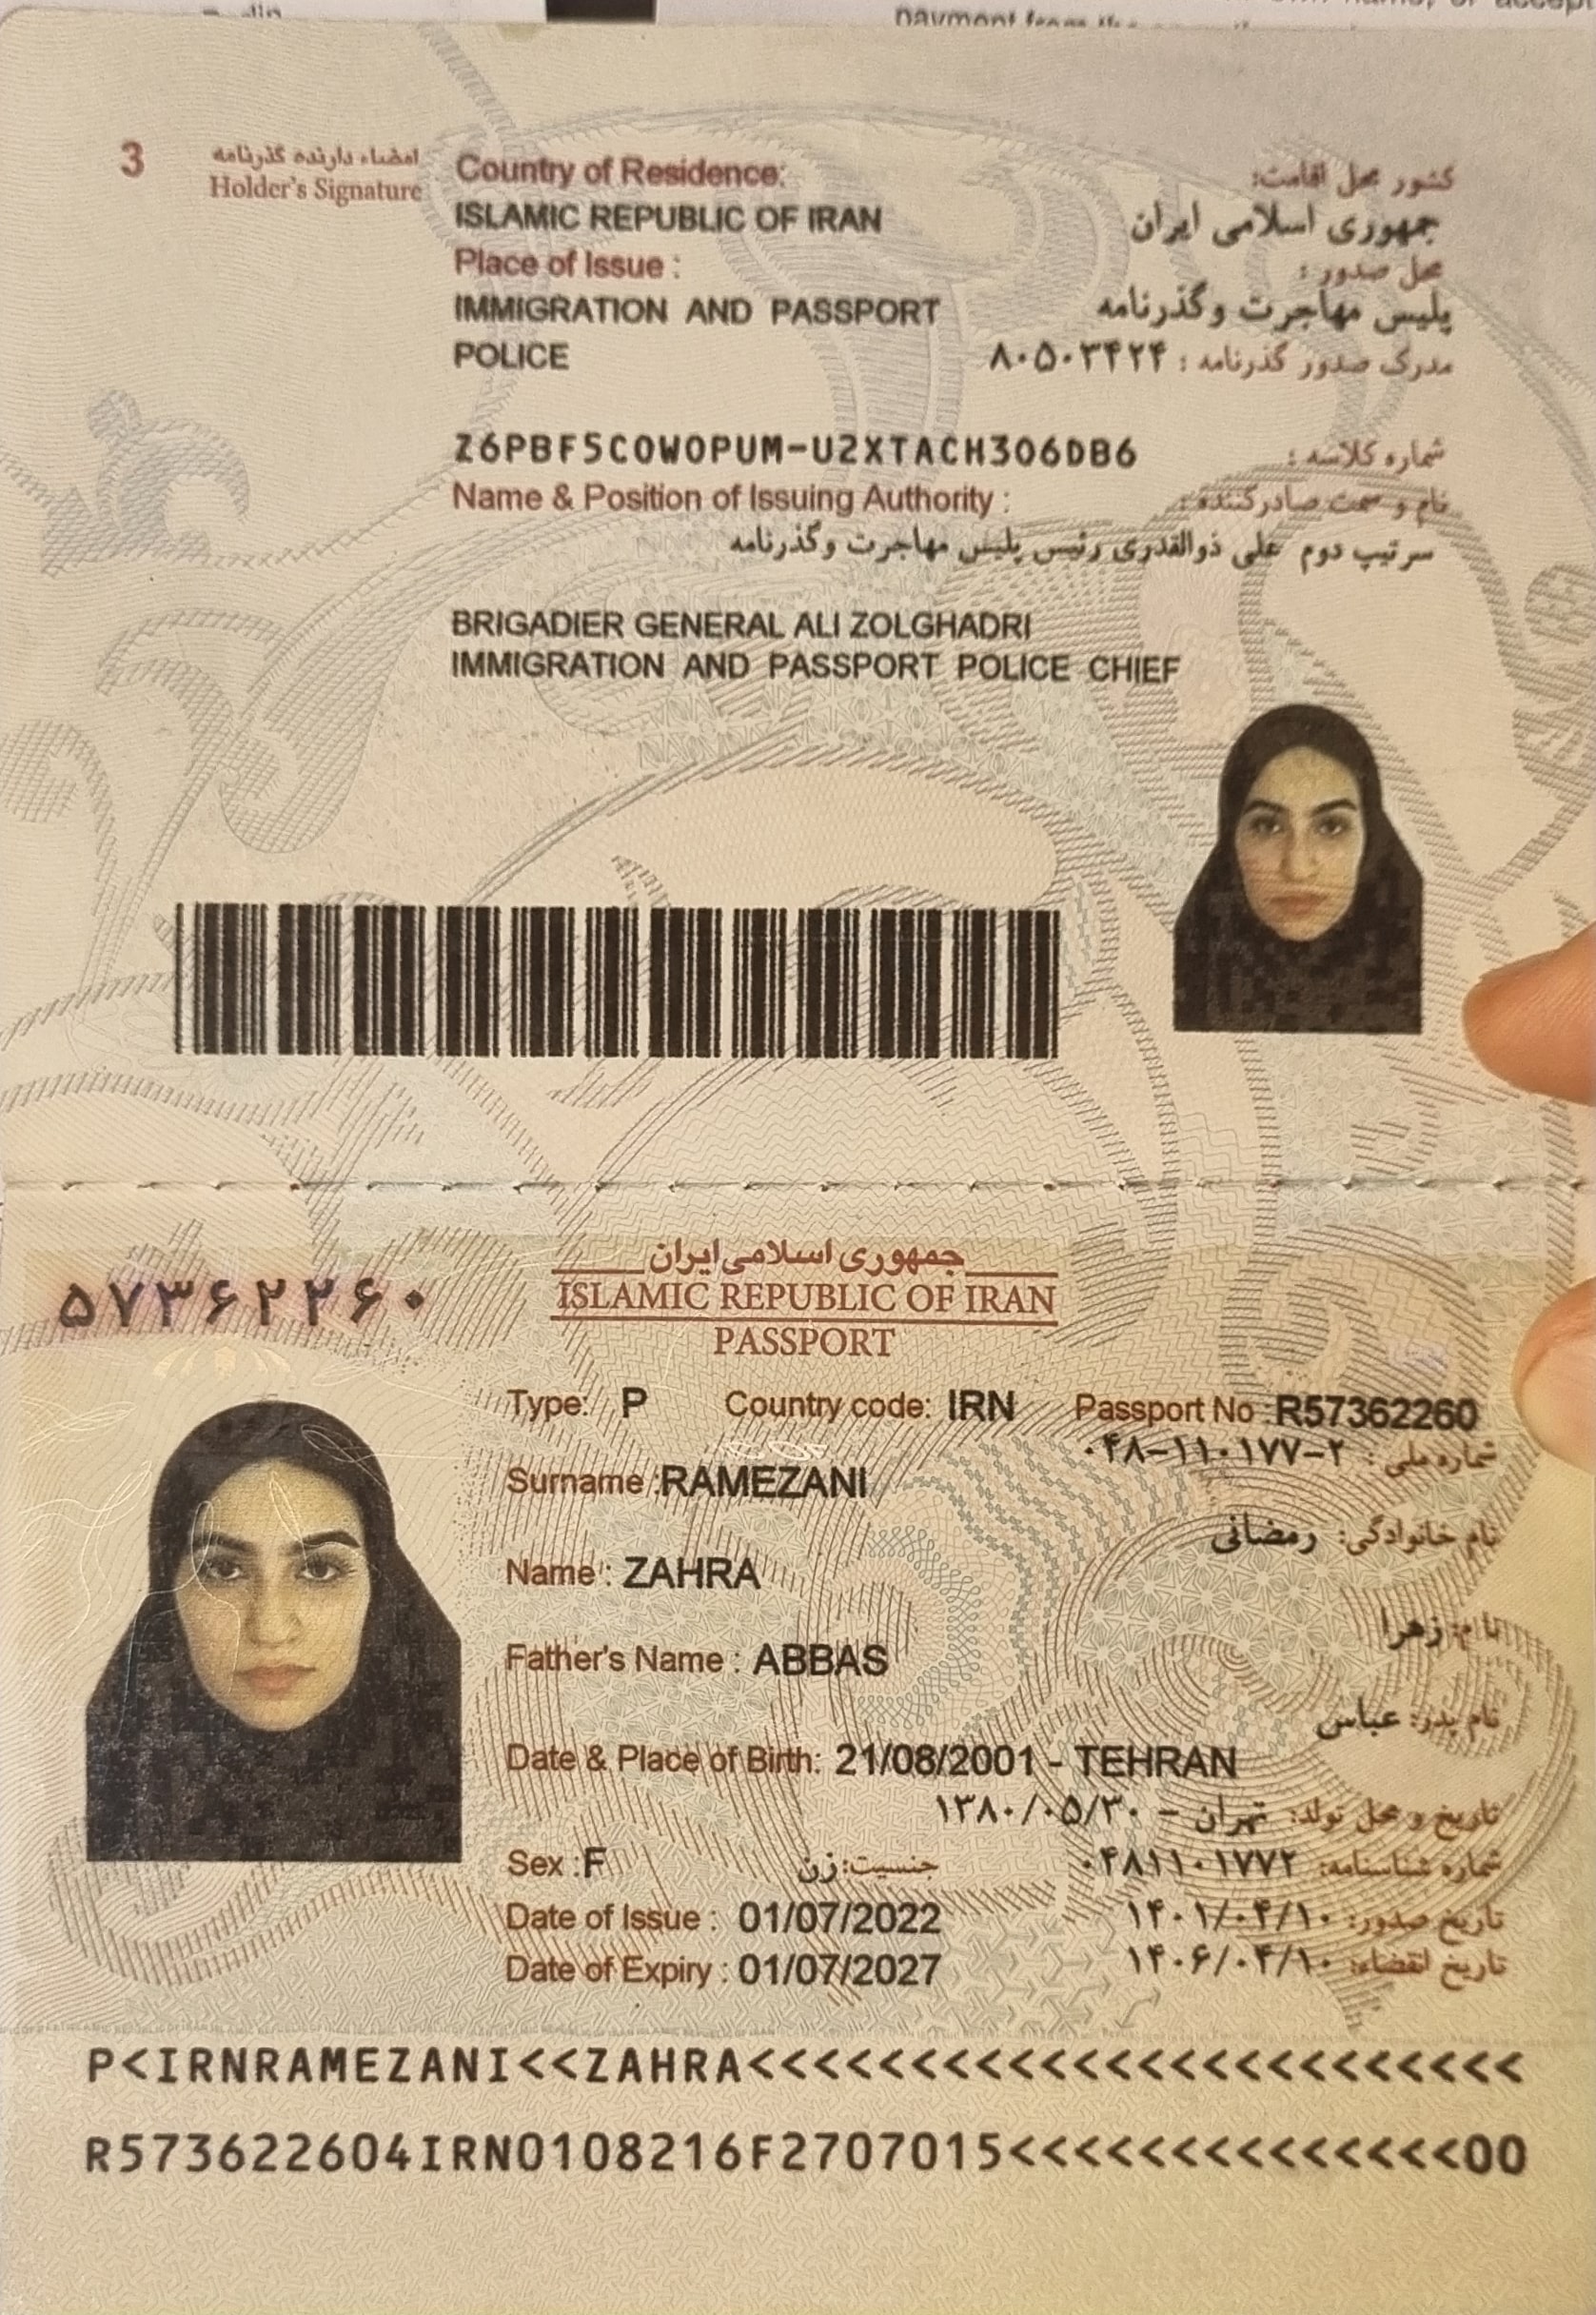 payment from the
3
امضاء دارنده گذرنامه
Holder's Signature
Country of Residence:
کشور محل اقامت:
ISLAMIC REPUBLIC OF IRAN
جمهوری اسلامی ایران
Place of Issue :
محل صدور :
IMMIGRATION AND PASSPORT
پلیس مهاجرت و گذرنامه
POLICE
مدرک صدور گذرنامه : ۸۰۵۰۳۴۲۴
Z6PBF5C0W0PUM-U2XTACH306DB6
شماره کلاسه :
Name & Position of Issuing Authority :
نام و سمت صادرکننده :
سرتیپ دوم علی ذوالقدری رئیس پلیس مهاجرت وگذرنامه
BRIGADIER GENERAL ALI ZOLGHADRI
IMMIGRATION AND PASSPORT POLICE CHIEF
جمهوری اسلامی ایران
۵۷۳۶۲۲۶۰
ISLAMIC REPUBLIC OF IRAN
PASSPORT
Type: P Country code: IRN Passport No :R57362260
شماره ملی : ۰۴۸-۱۱۰۱۷۷-۲
Surname :RAMEZANI
نام خانوادگی: رمضانی
Name : ZAHRA
نام: زهرا
Father's Name : ABBAS
نام پدر: عباس
Date & Place of Birth: 21/08/2001 - TEHRAN
تاریخ و محل تولد: تهران - ۱۳۸۰/۰۵/۳۰
Sex :F
جنسیت: زن
شماره شناسنامه: ۰۴۸۱۱۰۱۷۷۲
Date of Issue : 01/07/2022
تاریخ صدور: ۱۴۰۱/۰۴/۱۰
Date of Expiry : 01/07/2027
تاریخ انقضاء: ۱۴۰۶/۰۴/۱۰
P<IRNRAMEZANI<<ZAHRA<<<<<<<<<<<<<<<<<<<<<<<<
R573622604IRN0108216F2707015<<<<<<<<<<<<<<00